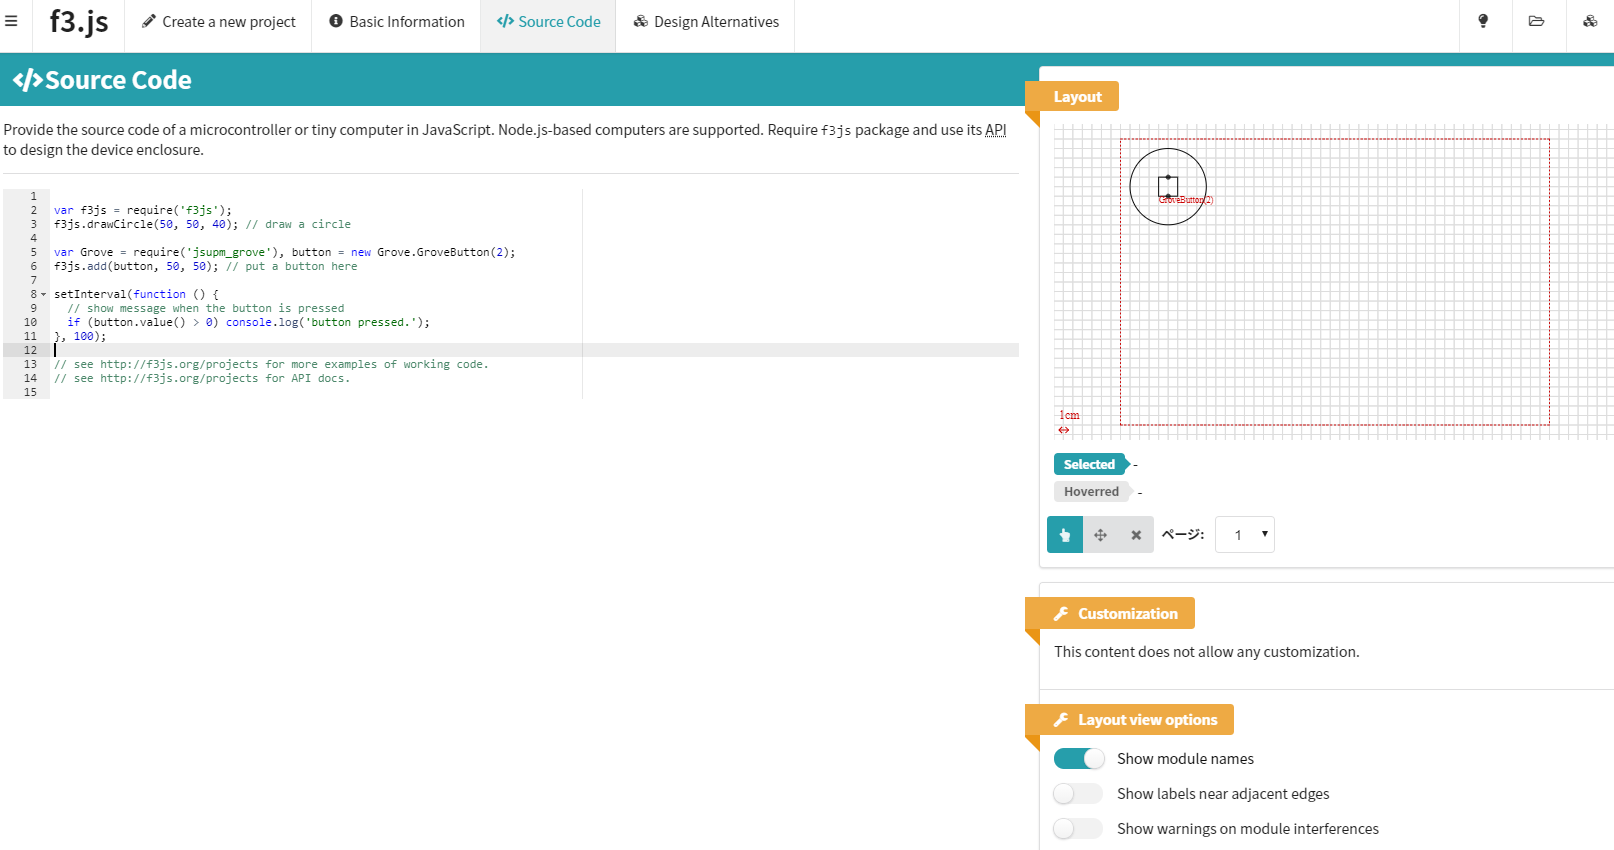 f3.js
Create a new project
Basic Information
</> Source Code
Design Alternatives
</>Source Code
Provide the source code of a microcontroller or tiny computer in JavaScript. Node.js-based computers are supported. Require f3js package and use its API
to design the device enclosure.
1
2 var f3js = require('f3js');
3 f3js.drawCircle(50, 50, 40); // draw a circle
4
5 var Grove = require('jsupm_grove'), button = new Grove.GroveButton(2);
6 f3js.add(button, 50, 50); // put a button here
7
8 setInterval(function () {
9 // show message when the button is pressed
10 if (button.value() > 0) console.log('button pressed.');
11 }, 100);
12
13 // see http://f3js.org/projects for more examples of working code.
14 // see http://f3js.org/projects for API docs.
15
Layout
GroveButton(2)
1cm
Selected -
Hoverred -
ページ: 1
Customization
This content does not allow any customization.
Layout view options
Show module names
Show labels near adjacent edges
Show warnings on module interferences